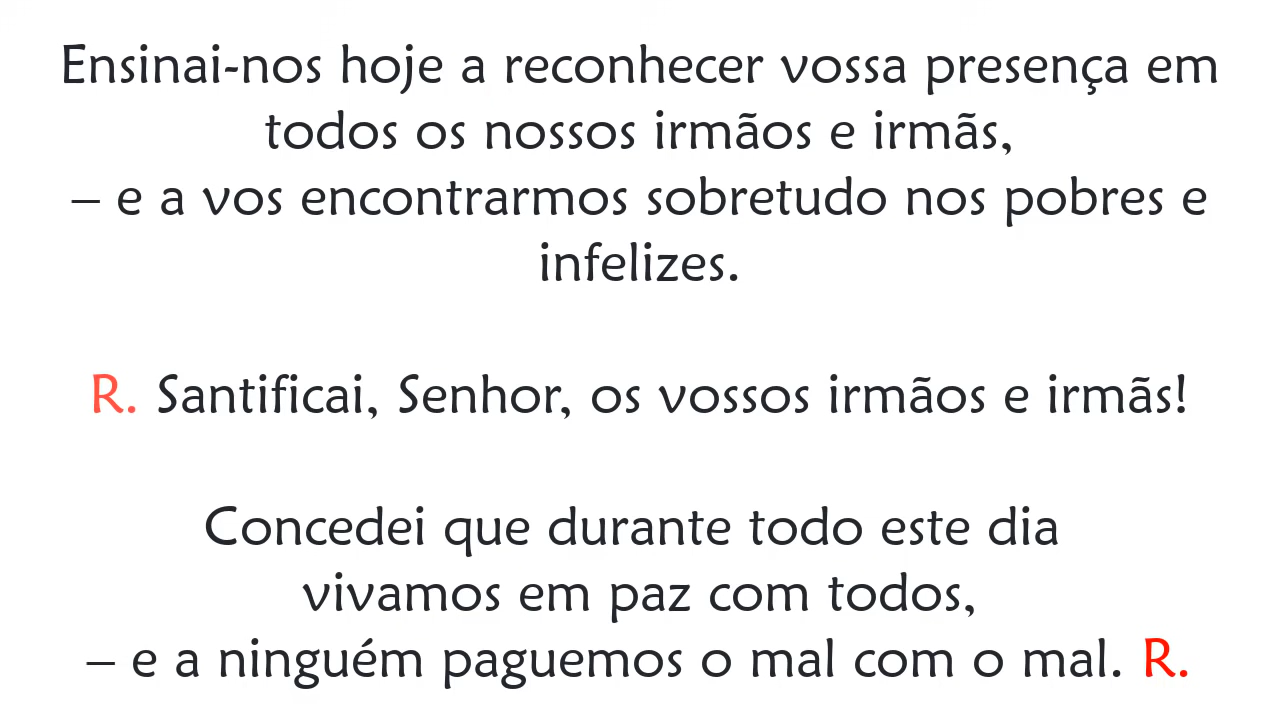 Ensinai-nos hoje a reconhecer vossa presença em
todos os nossos irmãos e irmãs,
– e a vos encontrarmos sobretudo nos pobres e
infelizes.
R. Santificai, Senhor, os vossos irmãos e irmãs!
Concedei que durante todo este dia
vivamos em paz com todos,
– e a ninguém paguemos o mal com o mal. R.